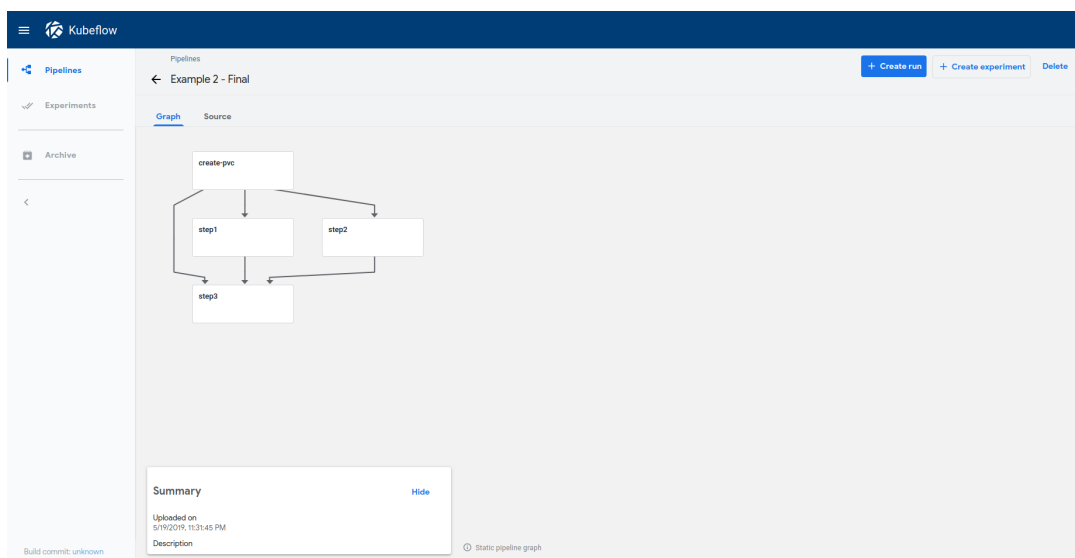 Kubeflow
Pipelines
Experiments
Archive
Build commit: unknown
Pipelines
Example 2 - Final
+ Create run
+ Create experiment
Delete
Graph
Source
create-pvc
step1
step2
step3
Summary
Hide
Uploaded on
5/19/2019, 11:31:45 PM
Description
Static pipeline graph